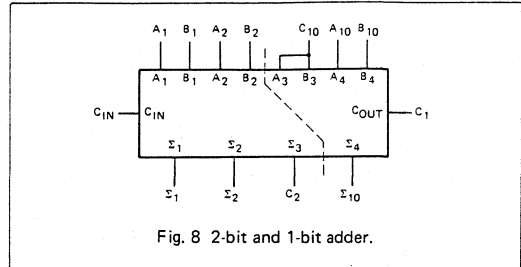 A1 B1 A2 B2 C10 A10 B10
A1 B1 A2 B2 A3 B3 A4 B4
CIN CIN COUT C1
Σ1 Σ2 Σ3 Σ4
Σ1 Σ2 C2 Σ10
Fig. 8 2-bit and 1-bit adder.